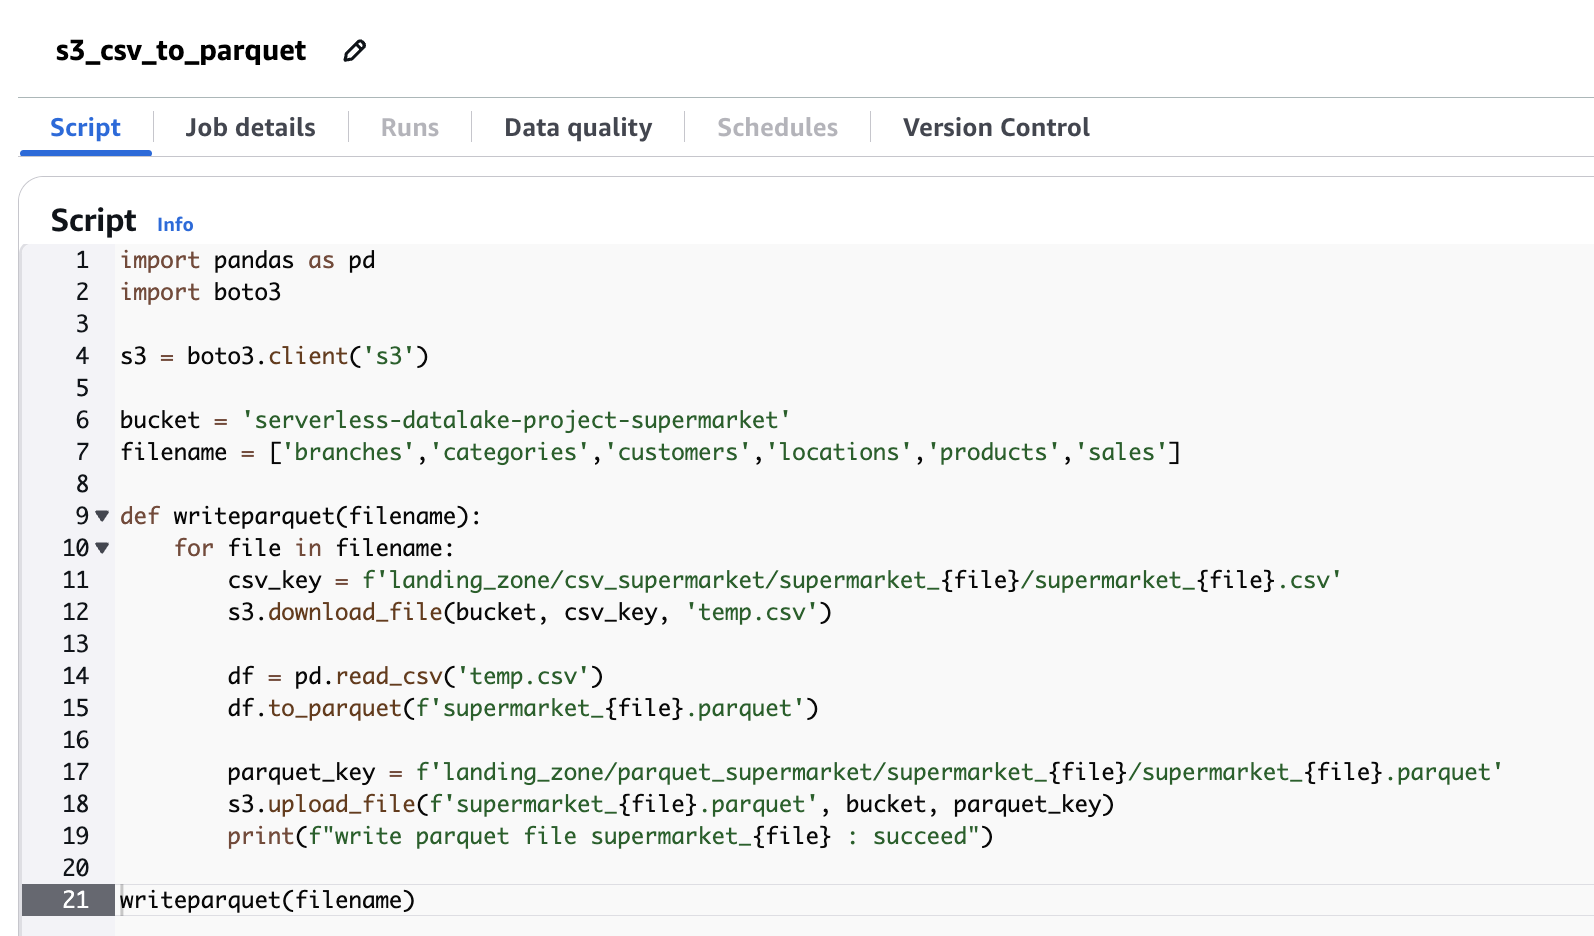 s3_csv_to_parquet
Script Job details Runs Data quality Schedules Version Control
Script Info
1 import pandas as pd
2 import boto3
3
4 s3 = boto3.client('s3')
5
6 bucket = 'serverless-datalake-project-supermarket'
7 filename = ['branches','categories','customers','locations','products','sales']
8
9 def writeparquet(filename):
10     for file in filename:
11         csv_key = f'landing_zone/csv_supermarket/supermarket_{file}/supermarket_{file}.csv'
12         s3.download_file(bucket, csv_key, 'temp.csv')
13
14         df = pd.read_csv('temp.csv')
15         df.to_parquet(f'supermarket_{file}.parquet')
16
17         parquet_key = f'landing_zone/parquet_supermarket/supermarket_{file}/supermarket_{file}.parquet'
18         s3.upload_file(f'supermarket_{file}.parquet', bucket, parquet_key)
19         print(f"write parquet file supermarket_{file} : succeed")
20
21 writeparquet(filename)